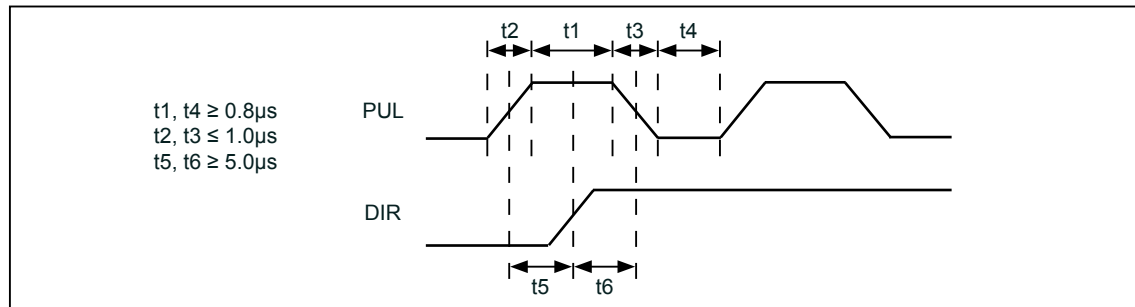 t2 t1 t3 t4
t1, t4 ≥ 0.8µs
t2, t3 ≤ 1.0µs
t5, t6 ≥ 5.0µs
PUL
DIR
t5 t6